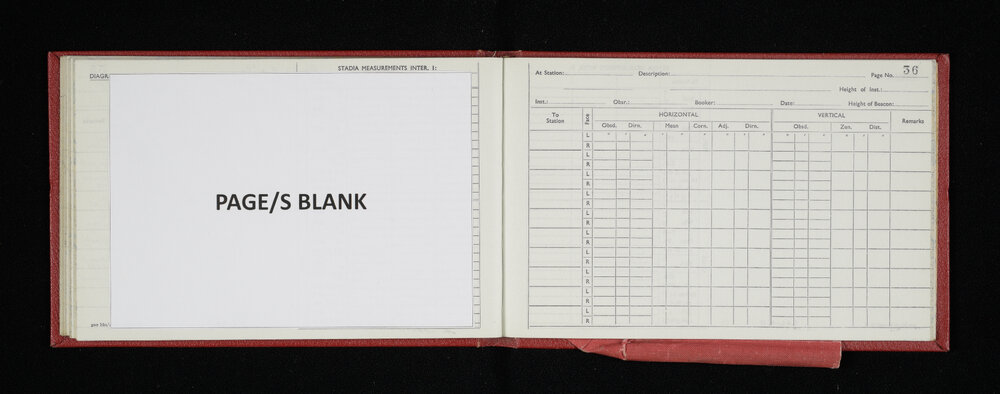 STADIA MEASUREMENTS INTER. 1:
DIAGR
PAGE/S BLANK
At Station: Description: Page No. 36
Height of Inst.:
Inst.: Obsr.: Booker: Date: Height of Beacon:
To Station Face HORIZONTAL VERTICAL Remarks
Obsd. Dirn. Mean Corn. Adj. Dirn. Obsd. Zen. Dist.
L ° ′ ″ ° ′ ″ ″ ″ ° ′ ″ ° ′ ″
R
L
R
L
R
L
R
L
R
L
R
L
R
L
R
L
R
L
R